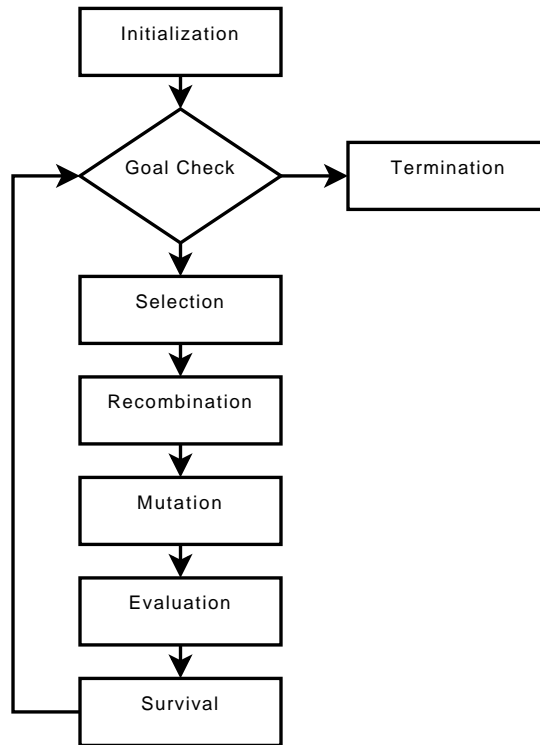 Initialization
Goal Check
Termination
Selection
Recombination
Mutation
Evaluation
Survival